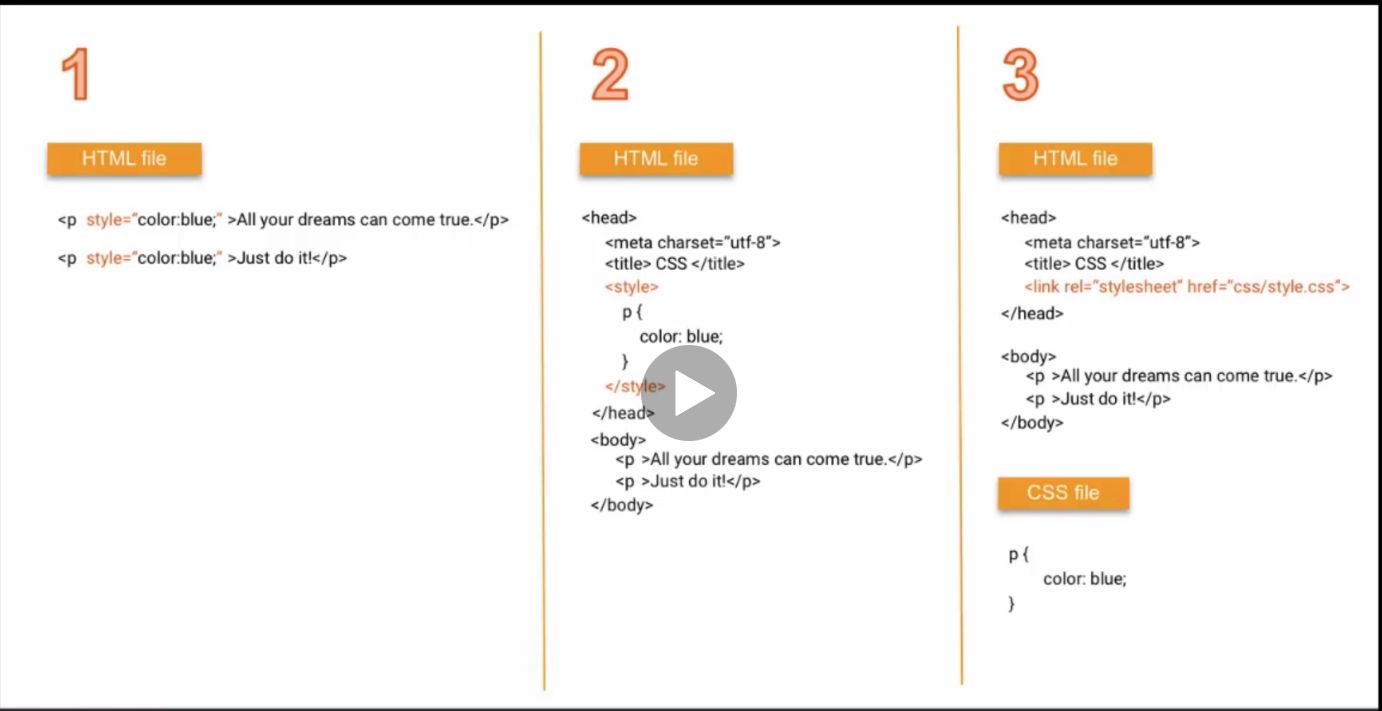 1
HTML file
<p style="color:blue;" >All your dreams can come true.</p>
<p style="color:blue;" >Just do it!</p>
2
HTML file
<head>
<meta charset="utf-8">
<title> CSS </title>
<style>
p {
color: blue;
}
</style>
</head>
<body>
<p >All your dreams can come true.</p>
<p >Just do it!</p>
</body>
3
HTML file
<head>
<meta charset="utf-8">
<title> CSS </title>
<link rel="stylesheet" href="css/style.css">
</head>
<body>
<p >All your dreams can come true.</p>
<p >Just do it!</p>
</body>
CSS file
p {
color: blue;
}